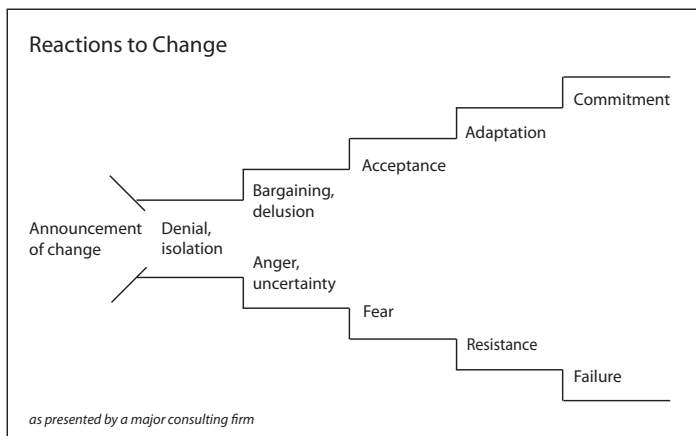 Reactions to Change
Commitment
Adaptation
Acceptance
Bargaining,
delusion
Announcement
of change
Denial,
isolation
Anger,
uncertainty
Fear
Resistance
Failure
as presented by a major consulting firm